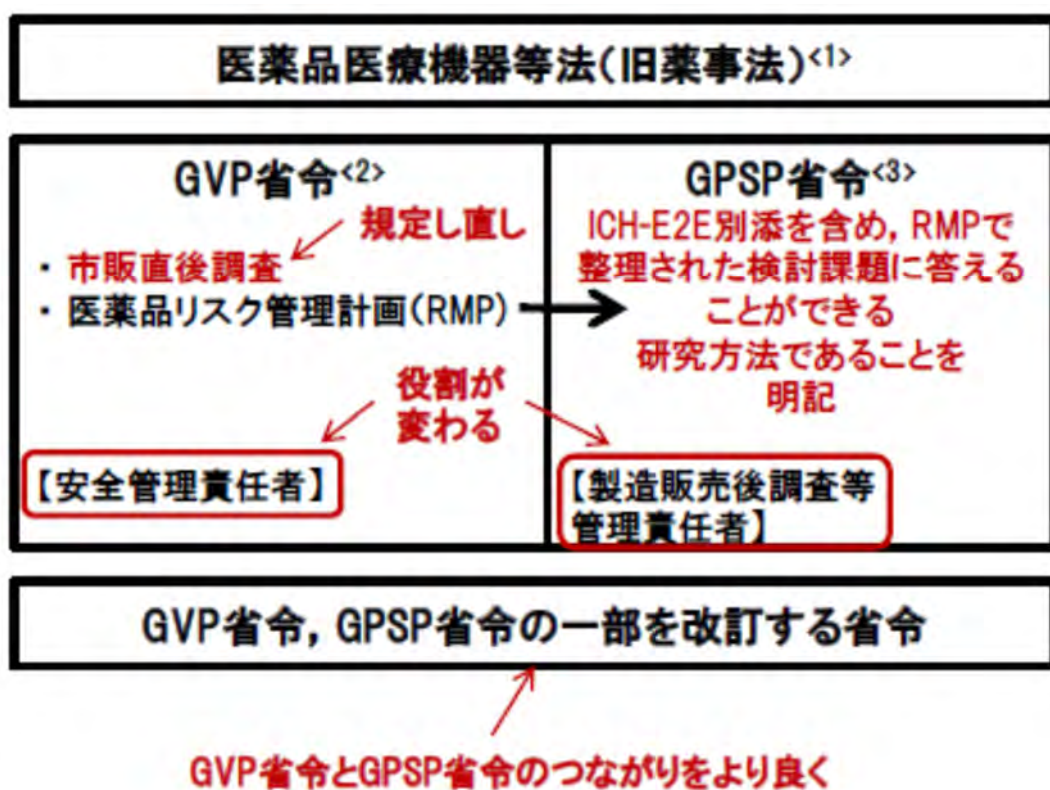 医薬品医療機器等法(旧薬事法)<1>
GVP省令<2>
規定し直し
・ 市販直後調査
・ 医薬品リスク管理計画(RMP)
役割が
変わる
【安全管理責任者】
GPSP省令<3>
ICH-E2E別添を含め, RMPで
整理された検討課題に答える
ことができる
研究方法であることを
明記
【製造販売後調査等
管理責任者】
GVP省令, GPSP省令の一部を改訂する省令
GVP省令とGPSP省令のつながりをより良く